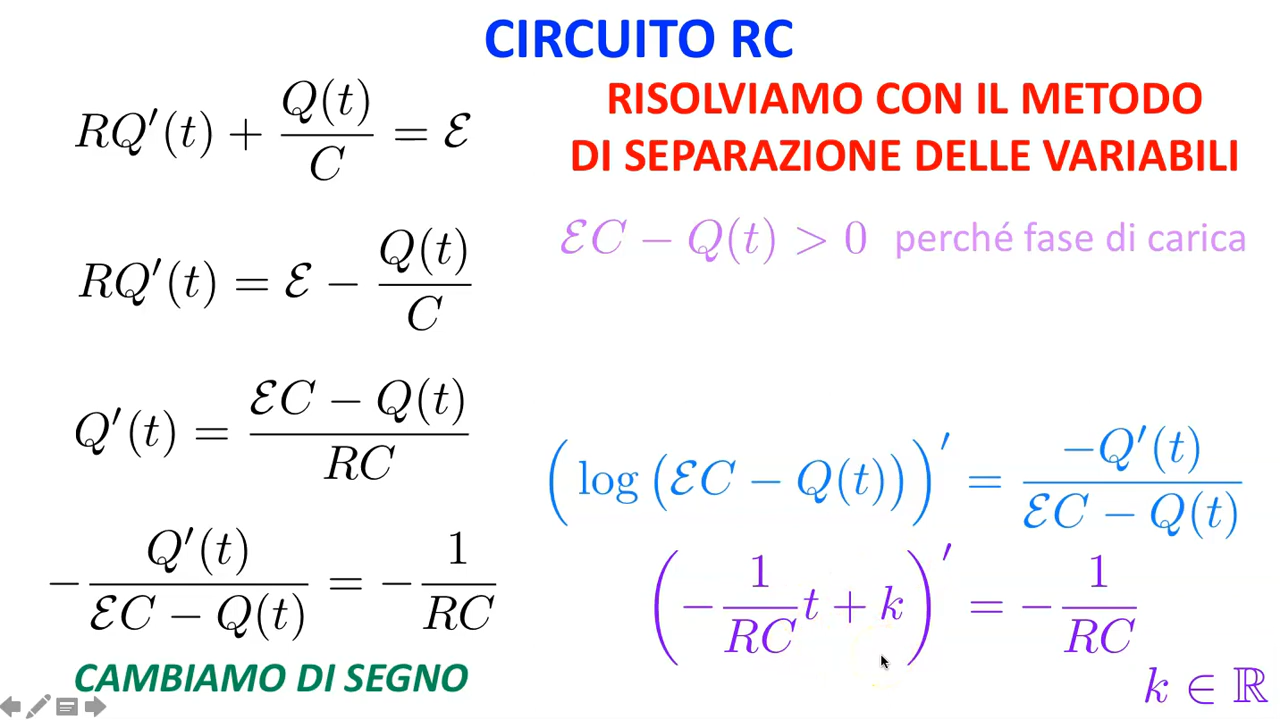 CIRCUITO RC
RISOLVIAMO CON IL METODO
DI SEPARAZIONE DELLE VARIABILI
RQ′(t) + Q(t)/C = ℰ
RQ′(t) = ℰ − Q(t)/C
Q′(t) = (ℰC − Q(t))/RC
−Q′(t)/(ℰC − Q(t)) = −1/RC
CAMBIAMO DI SEGNO
ℰC − Q(t) > 0 perché fase di carica
(log (ℰC − Q(t)))′ = −Q′(t)/(ℰC − Q(t))
(−1/RC t + k)′ = −1/RC
k ∈ ℝ